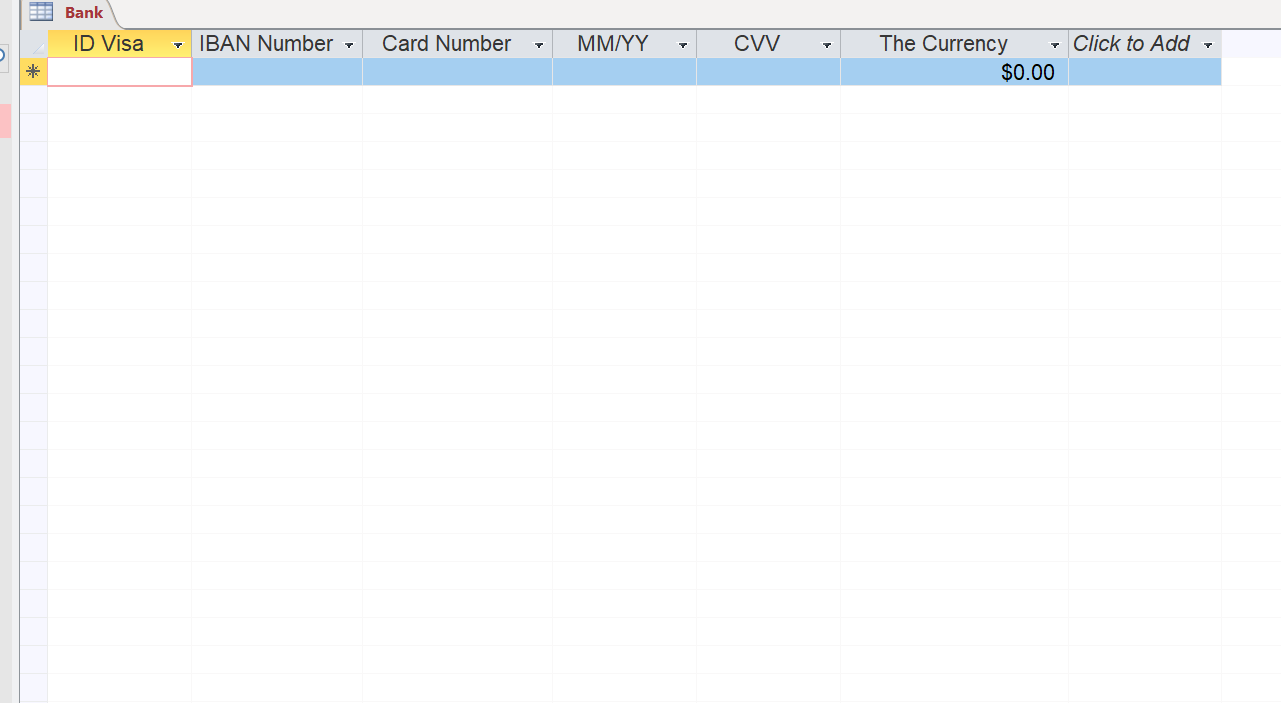 Bank
ID Visa IBAN Number Card Number MM/YY CVV The Currency Click to Add
$0.00